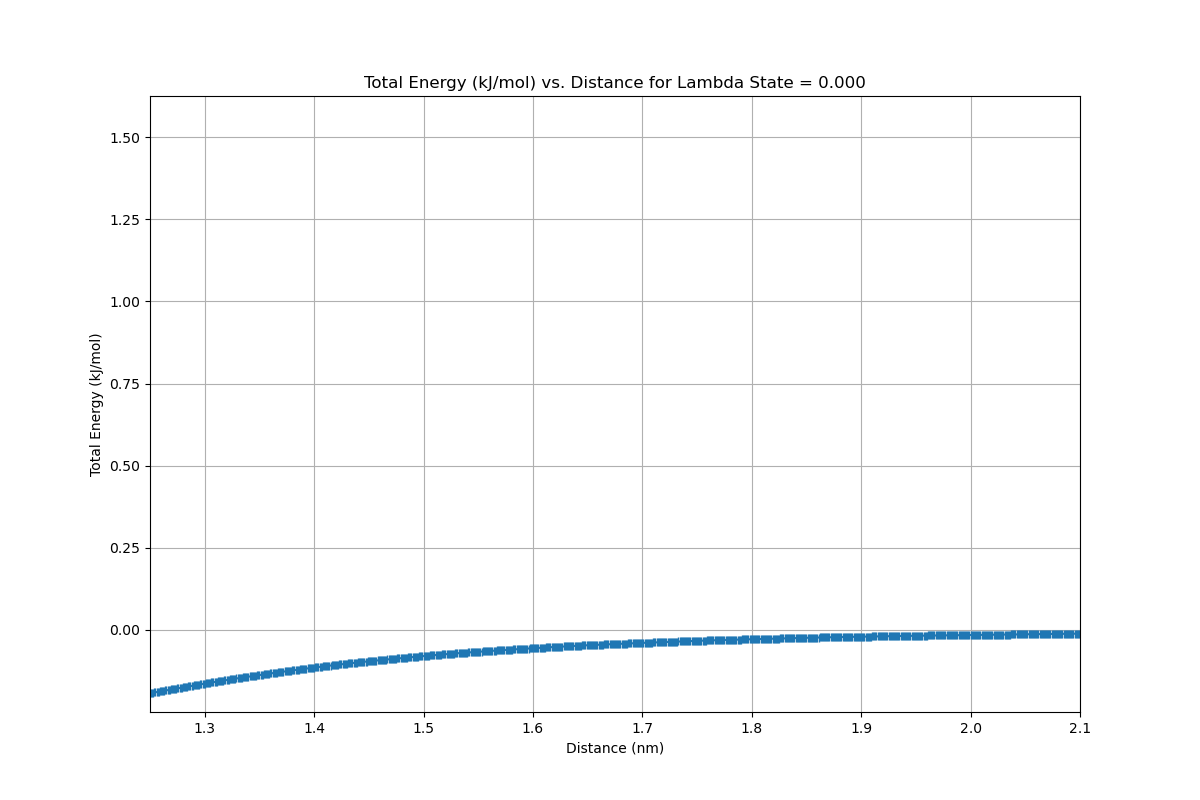 Total Energy (kJ/mol) vs. Distance for Lambda State = 0.000
1.50
1.25
1.00
0.75
0.50
0.25
0.00
Total Energy (kJ/mol)
1.3 1.4 1.5 1.6 1.7 1.8 1.9 2.0 2.1
Distance (nm)